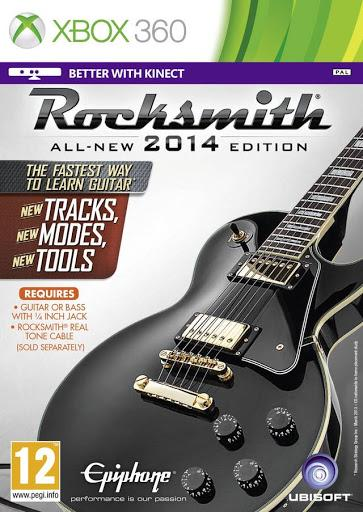 XBOX 360
BETTER WITH KINECT
PAL
Rocksmith
ALL-NEW 2014 EDITION
THE FASTEST WAY
TO LEARN GUITAR
NEW TRACKS,
NEW MODES,
NEW TOOLS
REQUIRES
• GUITAR OR BASS
WITH ¼ INCH JACK
• ROCKSMITH® REAL
TONE CABLE
(SOLD SEPARATELY)
12
www.pegi.info
Epiphone
performance is our passion
UBISOFT